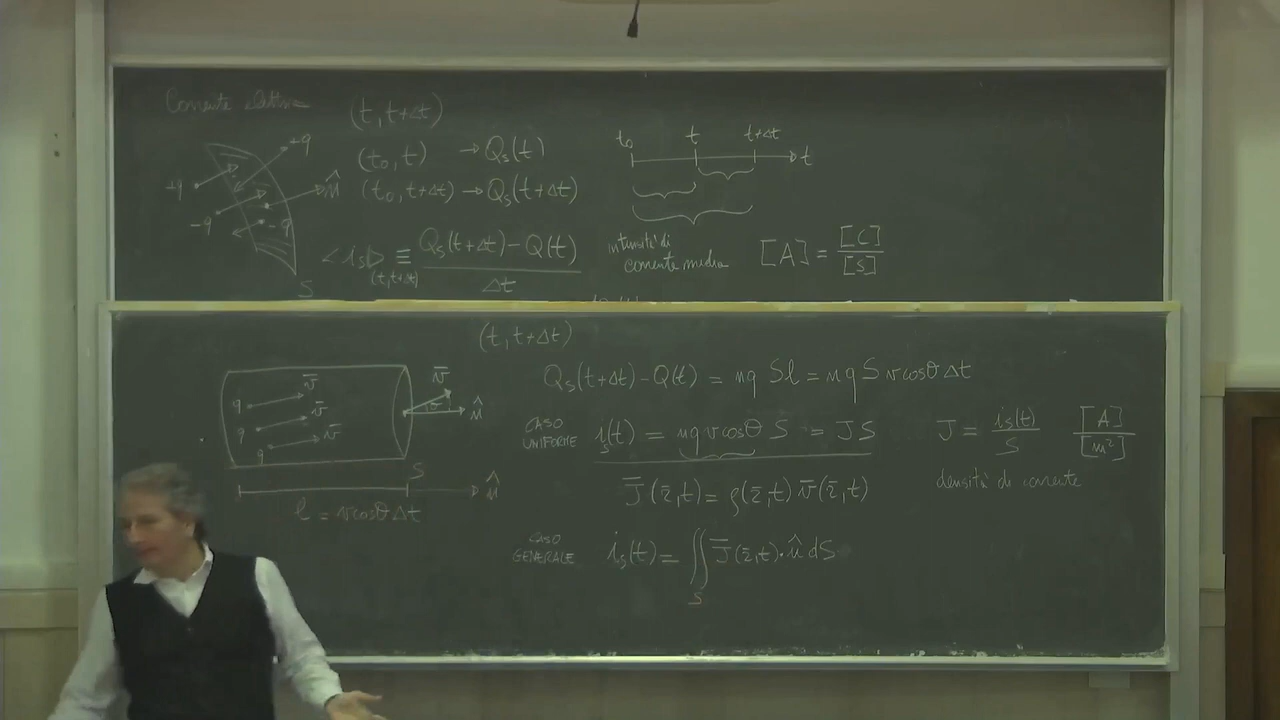 Corrente elettrica
(t, t+Δt)
(t₀, t) → Q_S(t)
(t₀, t+Δt) → Q_S(t+Δt)
+q
+q
-q
-q
n̂
S
t₀ t t+Δt
t
<i_S>_(t,t+Δt) ≡ (Q_S(t+Δt) - Q(t)) / Δt
intensità di
corrente media
[A] = [C] / [s]
(t, t+Δt)
q v̄
q v̄
q v̄
v̄
θ
n̂
S
n̂
l = v cosθ Δt
Q_S(t+Δt) - Q(t) = nq Sl = nq S v cosθ Δt
CASO
UNIFORME
i_S(t) = nq v cosθ S = JS
J = i_S(t) / S
[A] / [m²]
densità di corrente
J̄(r̄,t) = ρ(r̄,t) v̄(r̄,t)
CASO
GENERALE
i_S(t) = ∬_S J̄(r̄,t)·n̂ dS